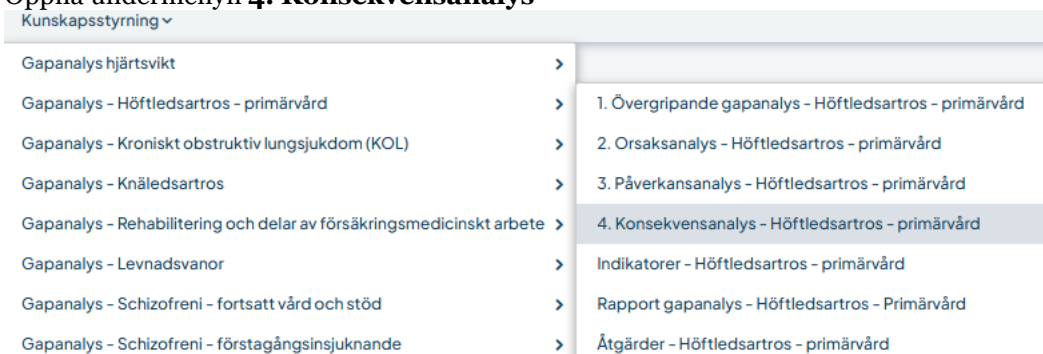 Öppna undermenyn 4. Konsekvensanalys
Kunskapsstyrning
Gapanalys hjärtsvikt
Gapanalys - Höftledsartros - primärvård
Gapanalys - Kroniskt obstruktiv lungsjukdom (KOL)
Gapanalys - Knäledsartros
Gapanalys - Rehabilitering och delar av försäkringsmedicinskt arbete
Gapanalys - Levnadsvanor
Gapanalys - Schizofreni - fortsatt vård och stöd
Gapanalys - Schizofreni - förstagångsinsjuknande
1. Övergripande gapanalys - Höftledsartros - primärvård
2. Orsaksanalys - Höftledsartros - primärvård
3. Påverkansanalys - Höftledsartros - primärvård
4. Konsekvensanalys - Höftledsartros - primärvård
Indikatorer - Höftledsartros - primärvård
Rapport gapanalys - Höftledsartros - Primärvård
Åtgärder - Höftledsartros - primärvård